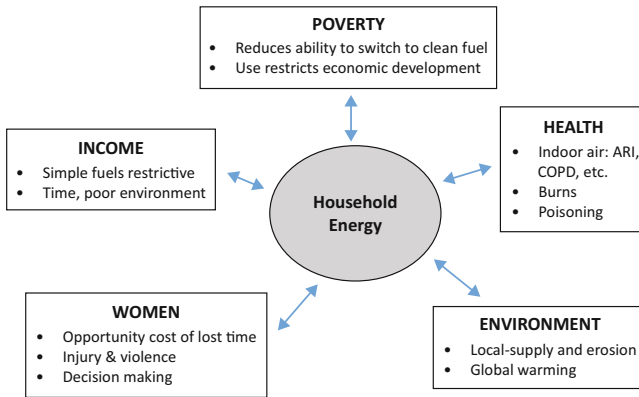 POVERTY
• Reduces ability to switch to clean fuel
• Use restricts economic development
INCOME
• Simple fuels restrictive
• Time, poor environment
HEALTH
• Indoor air: ARI,
COPD, etc.
• Burns
• Poisoning
Household
Energy
WOMEN
• Opportunity cost of lost time
• Injury & violence
• Decision making
ENVIRONMENT
• Local-supply and erosion
• Global warming